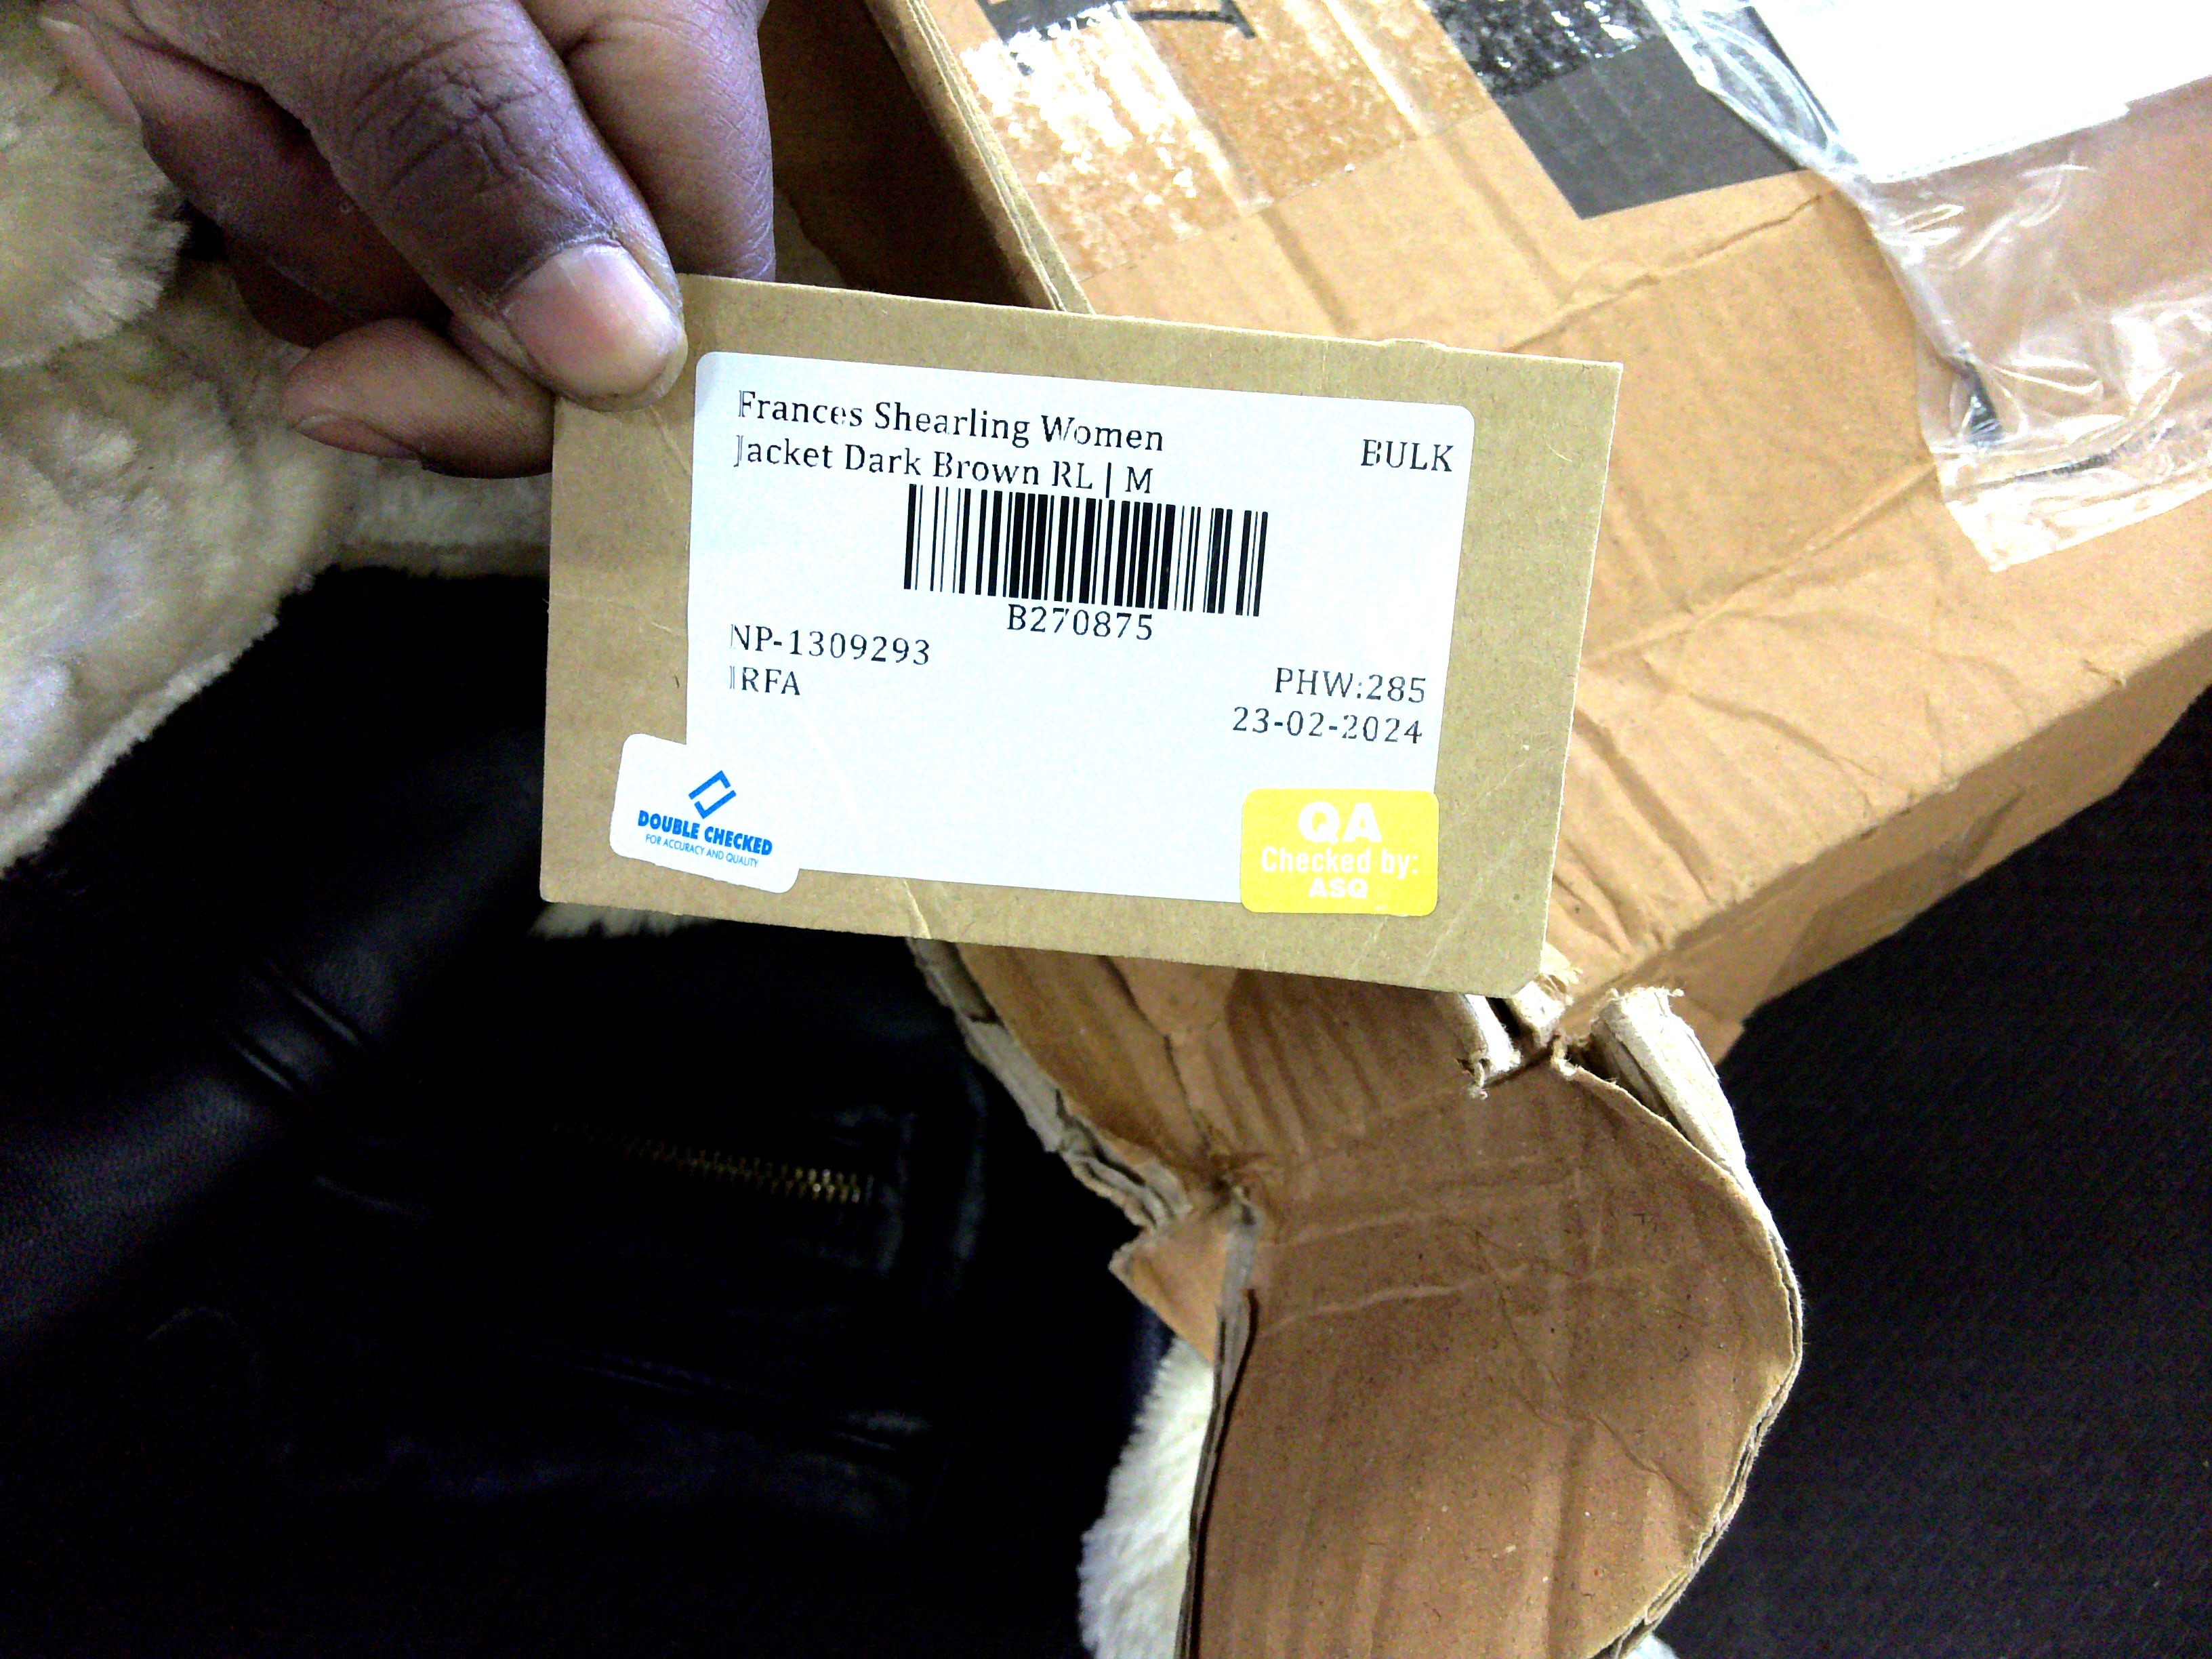 Frances Shearling Women
Jacket Dark Brown RL | M
BULK
B270875
NP-1309293
IRFA
PHW:285
23-02-2024
DOUBLE CHECKED
FOR ACCURACY AND QUALITY
QA
Checked by:
ASQ